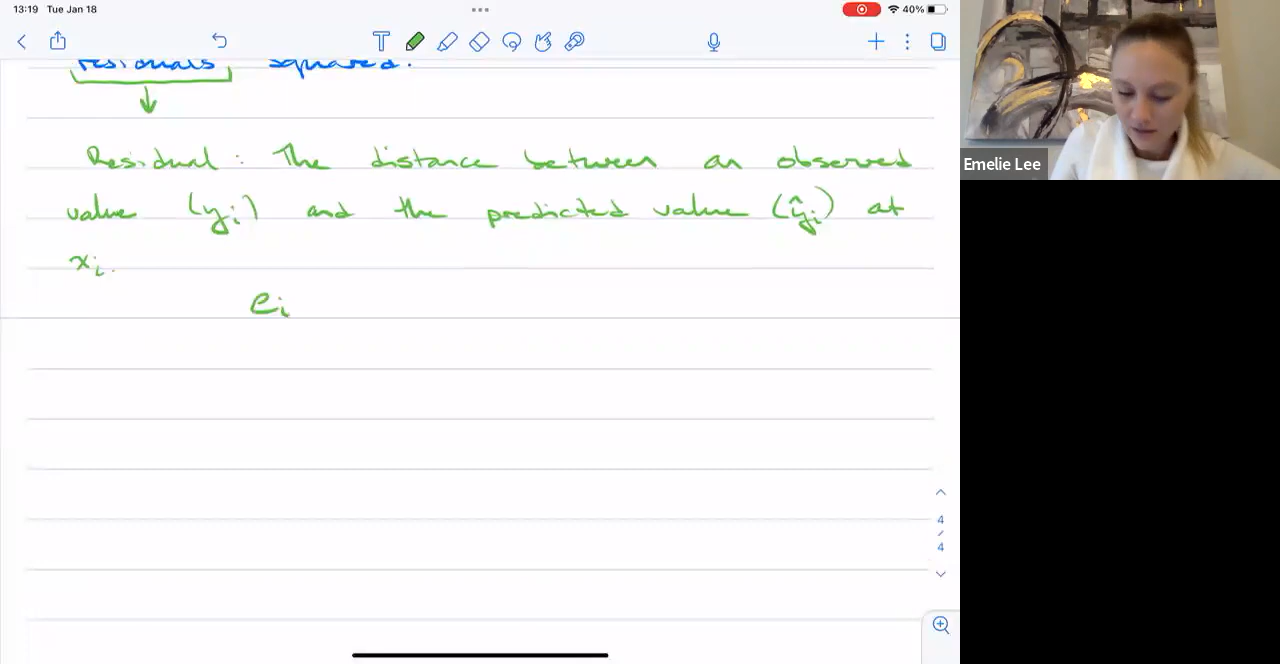 13:19 Tue Jan 18
40%
residuals squared.
Residual: The distance between an observed
value (yᵢ) and the predicted value (ŷᵢ) at
xᵢ.
eᵢ
4
/
4
Emelie Lee